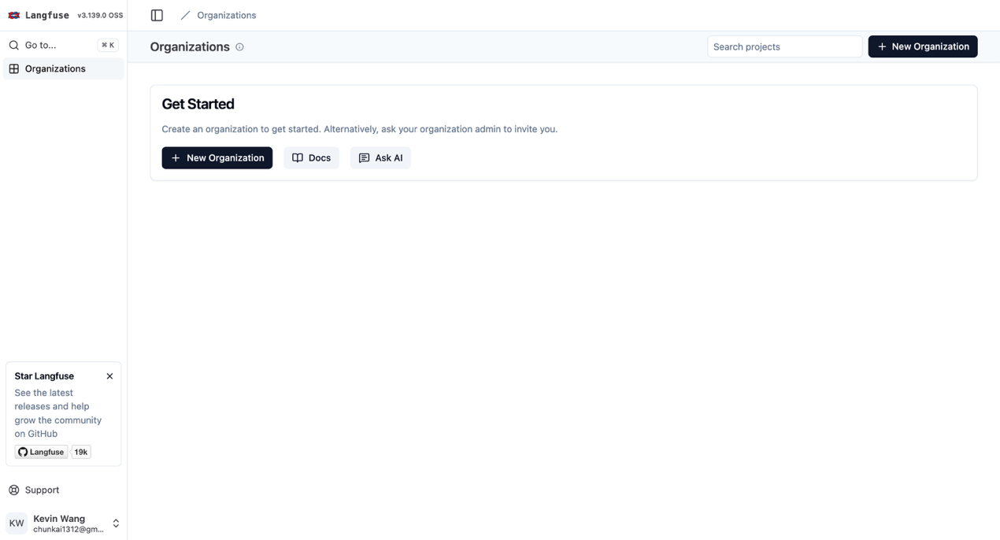 Langfuse v3.139.0 OSS
Go to... ⌘ K
Organizations
Star Langfuse
See the latest
releases and help
grow the community
on GitHub
Langfuse 19k
Support
KW
Kevin Wang
chunkai1312@gm...
Organizations
Organizations
Search projects
+ New Organization
Get Started
Create an organization to get started. Alternatively, ask your organization admin to invite you.
+ New Organization Docs Ask AI